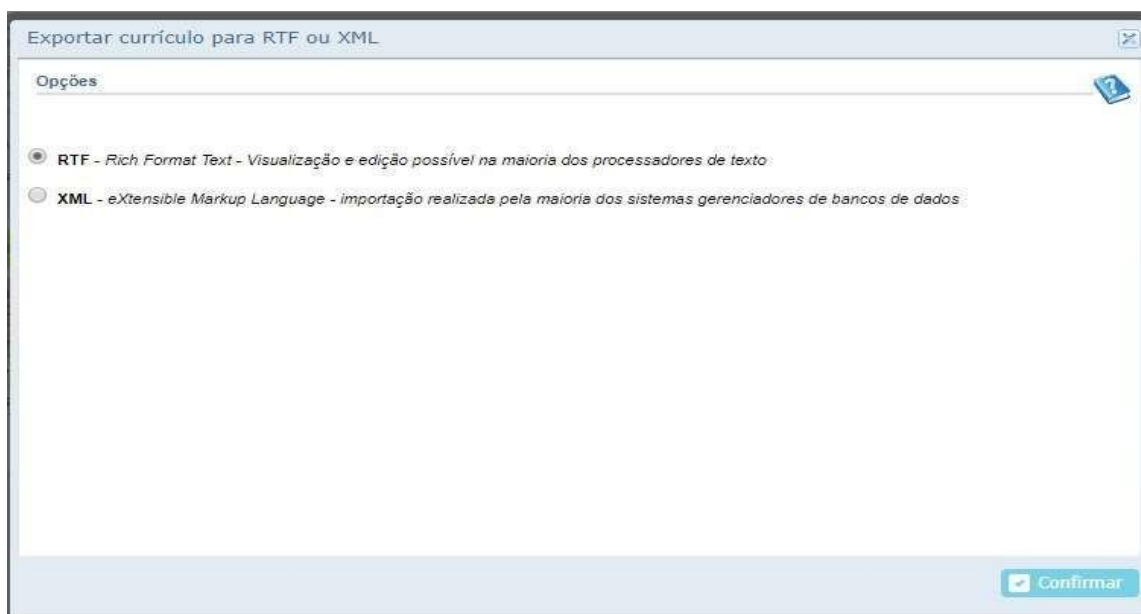 Exportar currículo para RTF ou XML
Opções
RTF - Rich Format Text - Visualização e edição possível na maioria dos processadores de texto
XML - eXtensible Markup Language - importação realizada pela maioria dos sistemas gerenciadores de bancos de dados
Confirmar